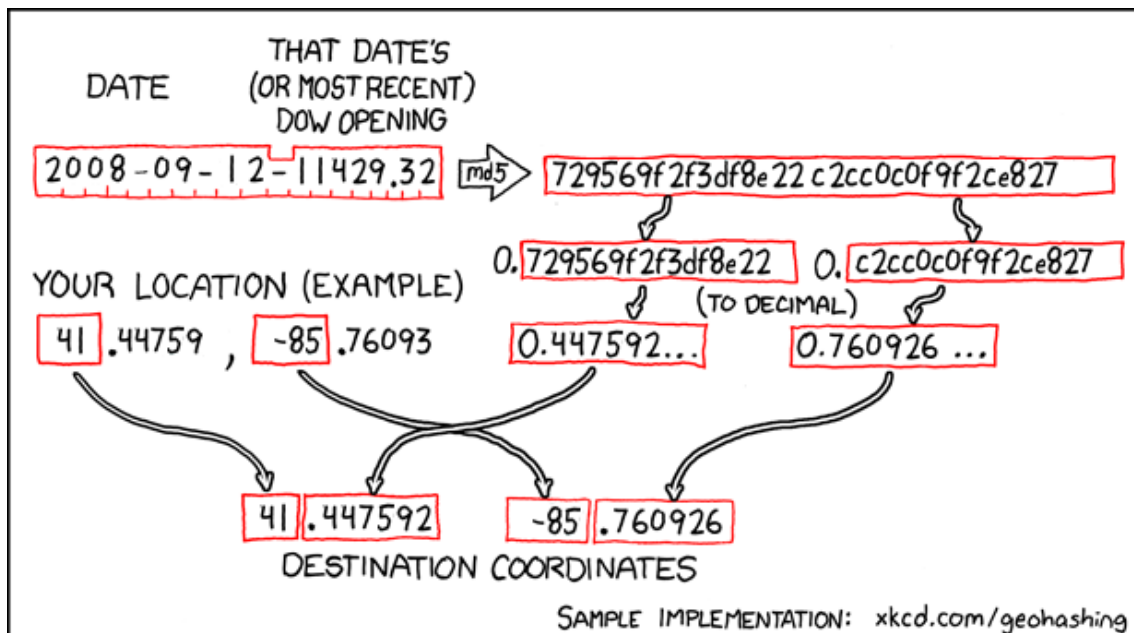 DATE
THAT DATE'S
(OR MOST RECENT)
DOW OPENING
2008-09-12-11429.32
md5
729569f2f3df8e22c2cc0c0f9f2ce827
0.729569f2f3df8e22
0.c2cc0c0f9f2ce827
(TO DECIMAL)
YOUR LOCATION (EXAMPLE)
41.44759, -85.76093
0.447592...
0.760926...
41.447592
-85.760926
DESTINATION COORDINATES
SAMPLE IMPLEMENTATION: xkcd.com/geohashing